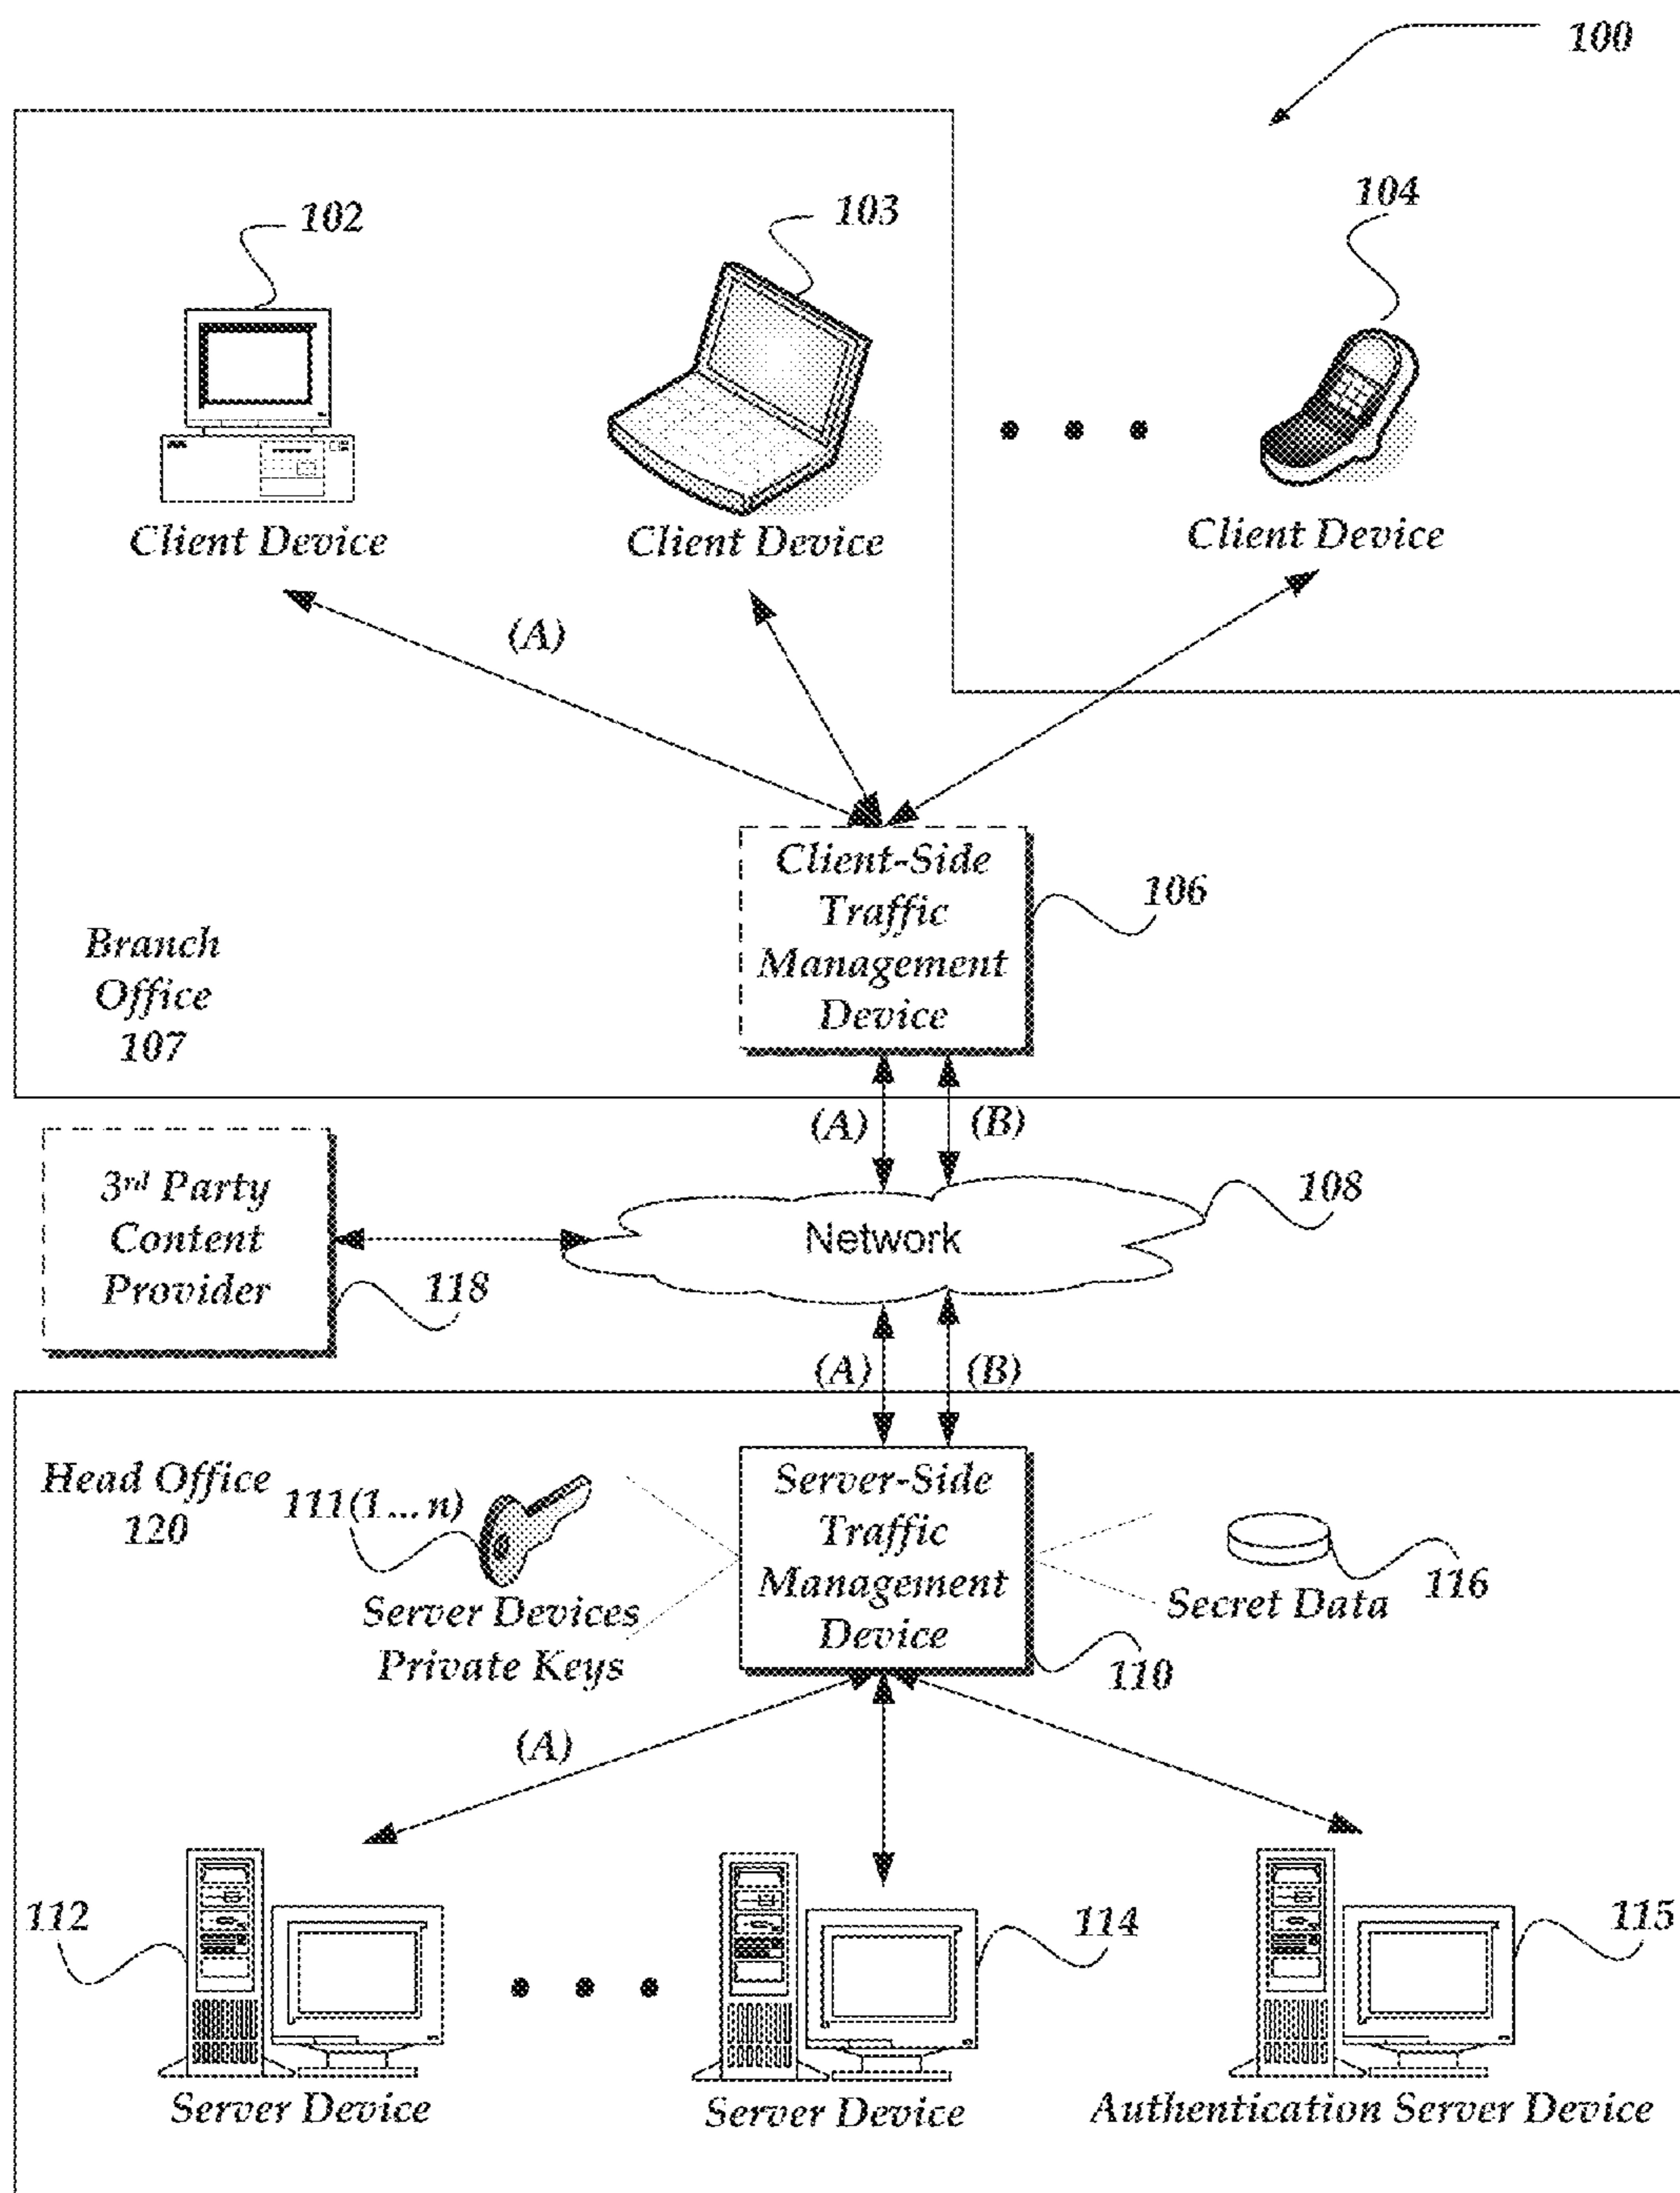 100
102
103
104
Client Device
Client Device
Client Device
(A)
Client-Side
Traffic
Management
Device
106
Branch
Office
107
(A)
(B)
3rd Party
Content
Provider
118
Network
108
(A)
(B)
Head Office
120
111(1...n)
Server Devices
Private Keys
Server-Side
Traffic
Management
Device
110
116
Secret Data
(A)
112
114
115
Server Device
Server Device
Authentication Server Device